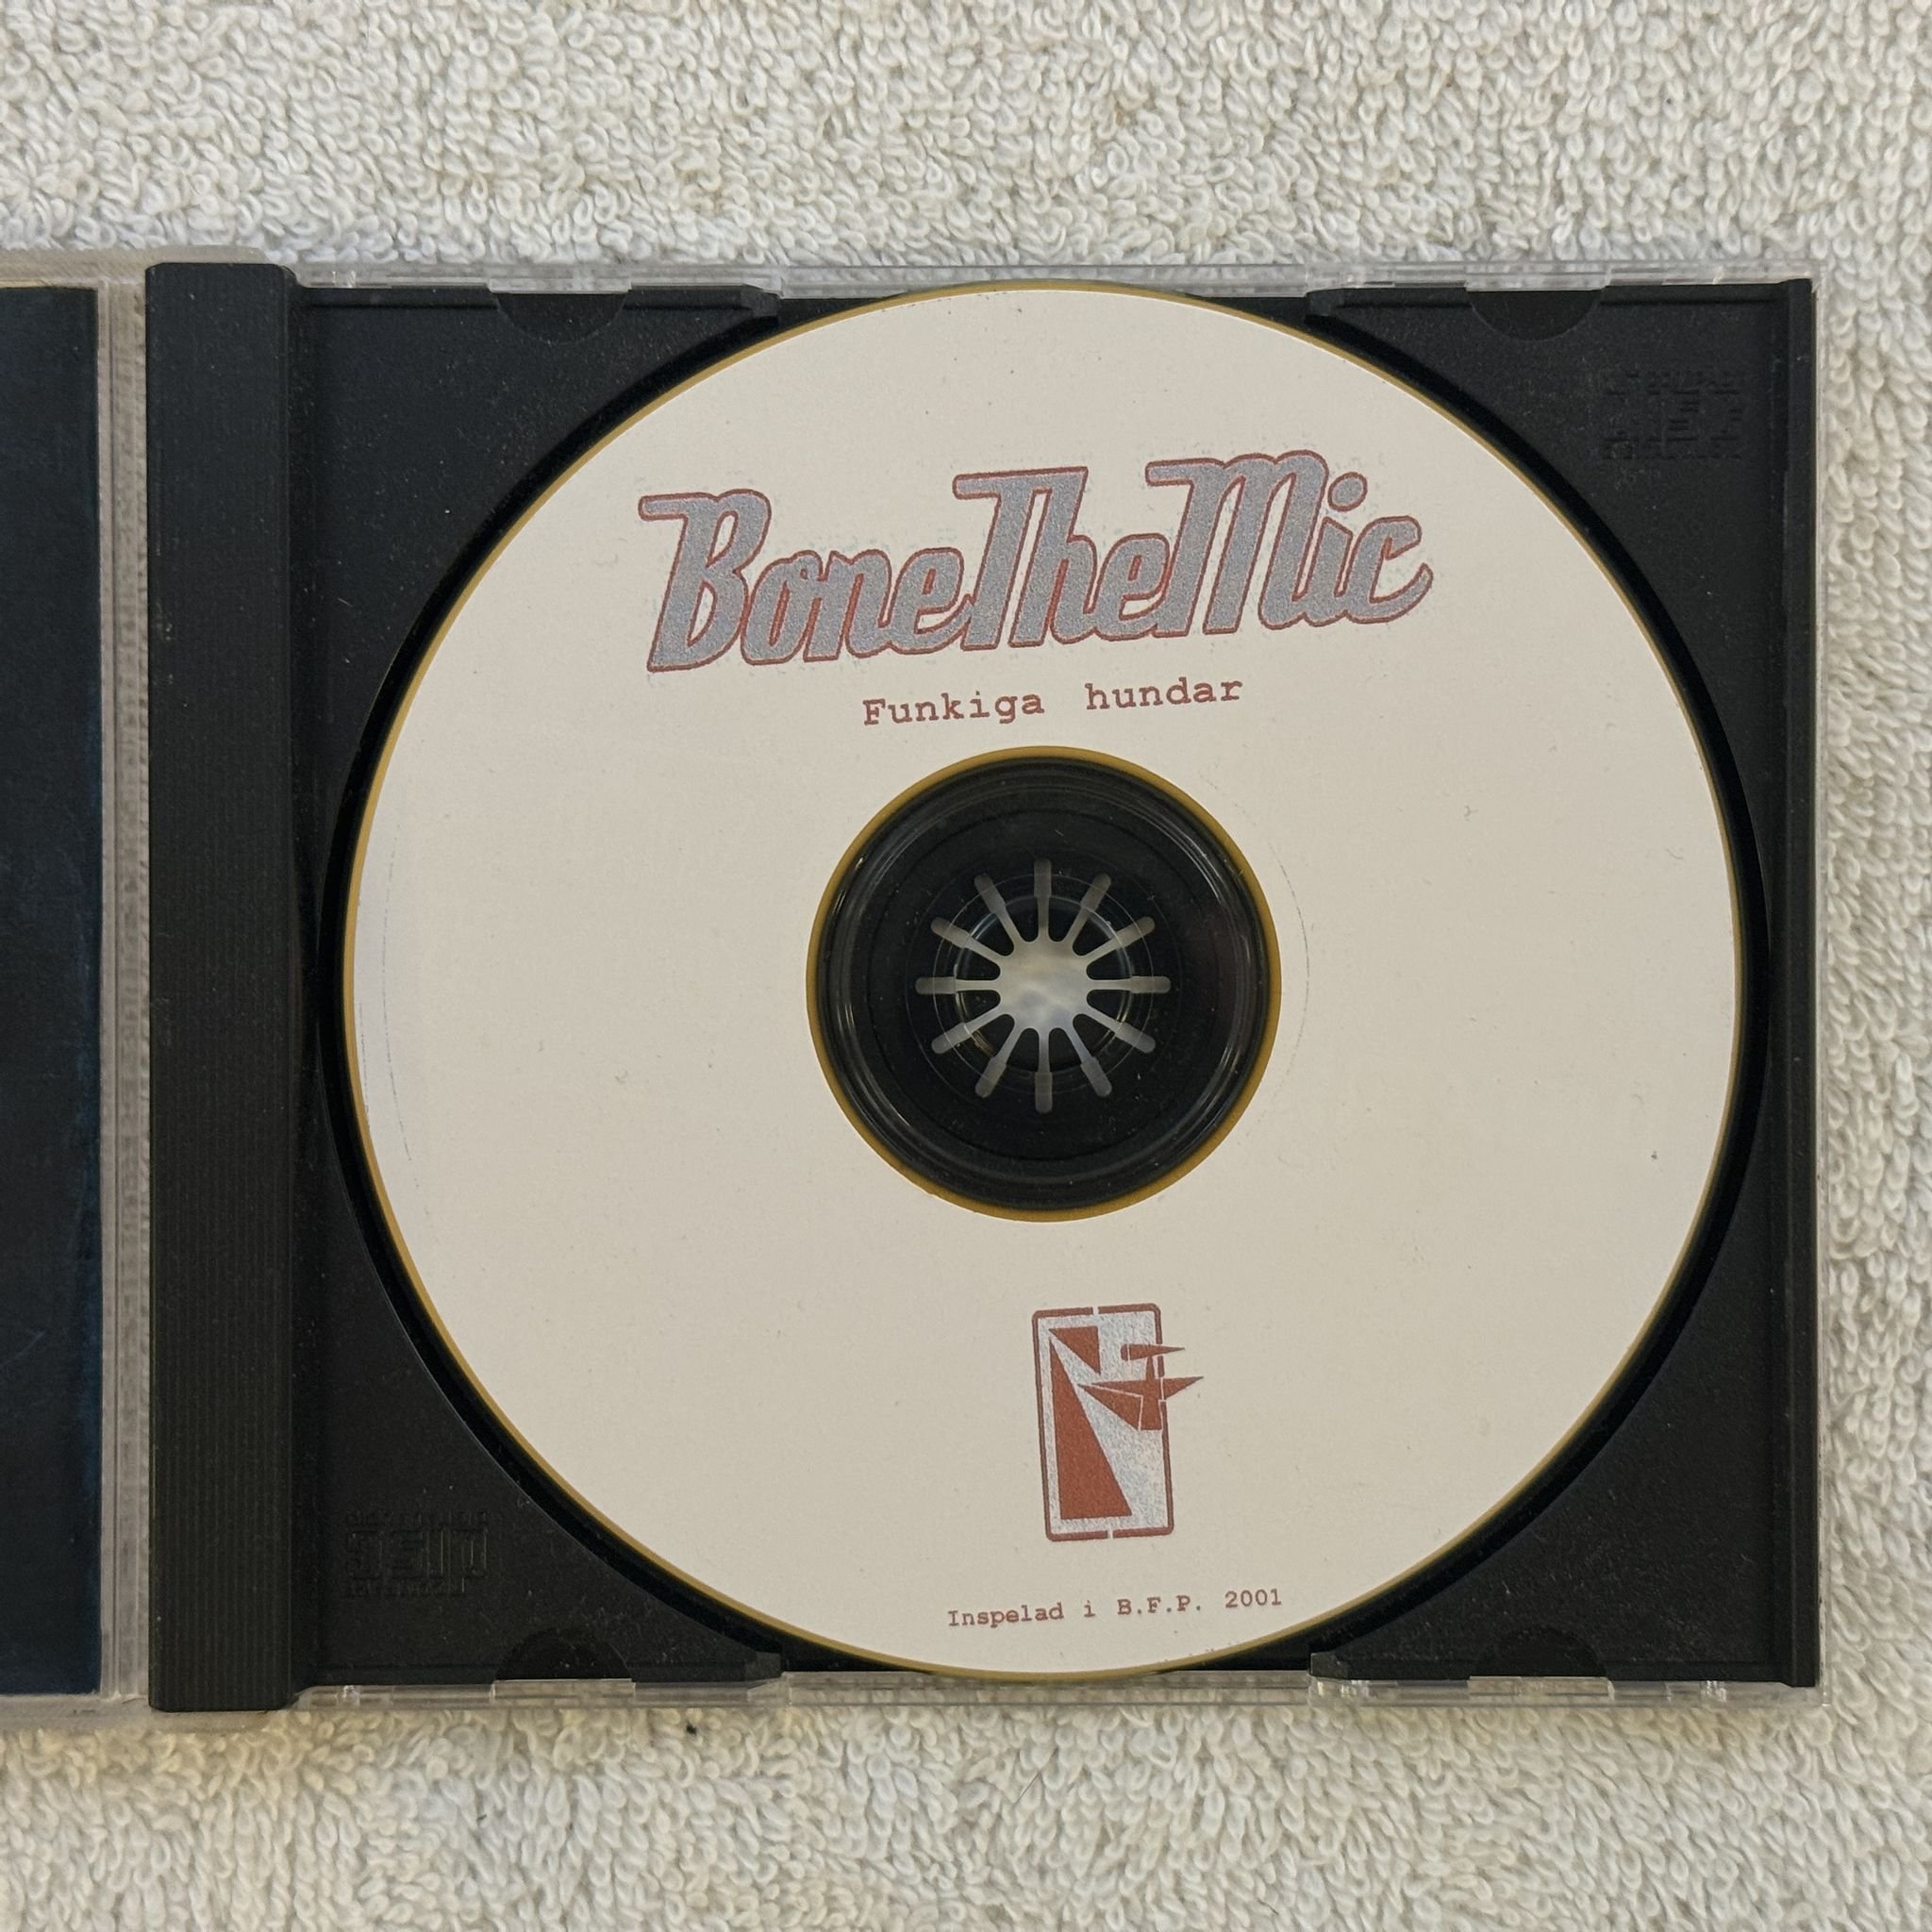 BoneTheMic
Funkiga hundar
Inspelad i B.F.P. 2001